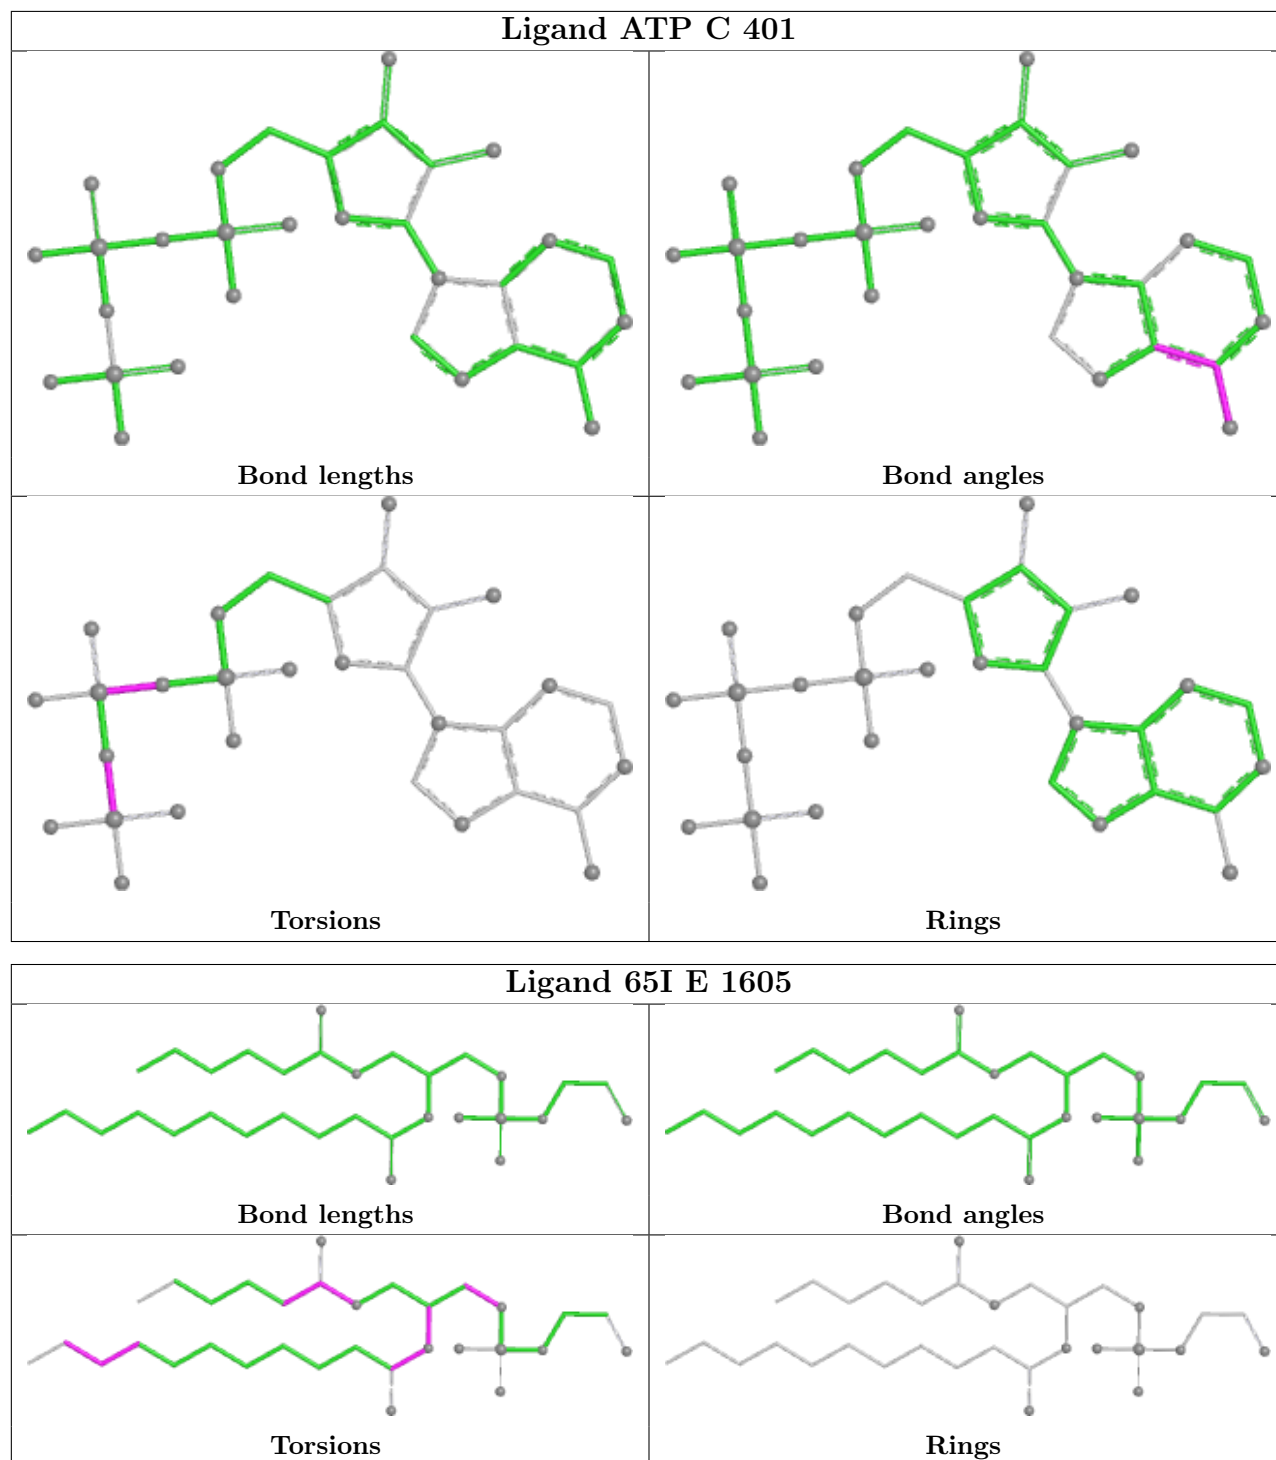 Ligand ATP C 401
Bond lengths
Bond angles
Torsions
Rings
Ligand 65I E 1605
Bond lengths
Bond angles
Torsions
Rings